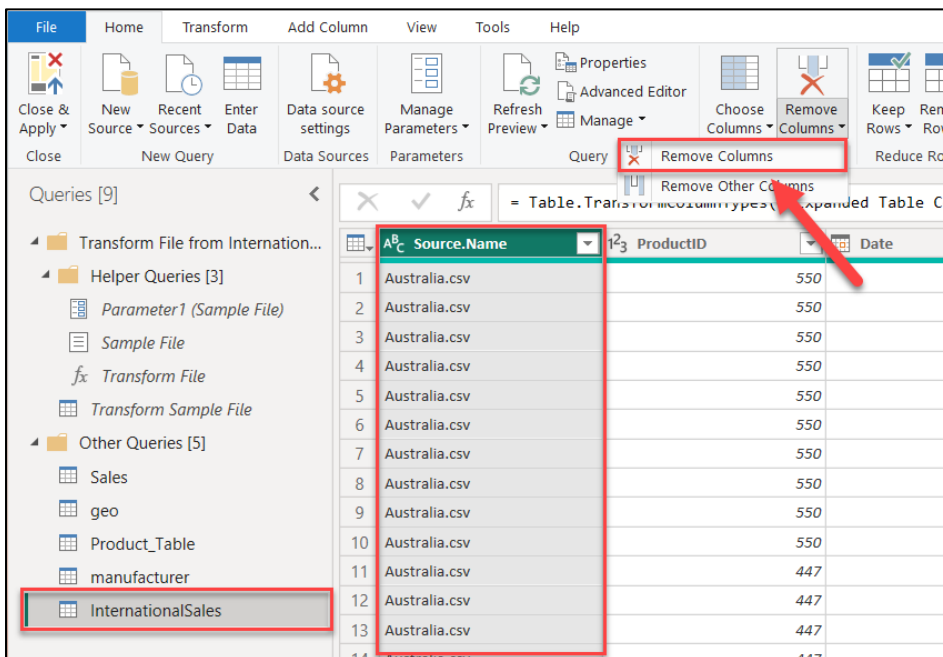 File Home Transform Add Column View Tools Help
Close & Apply
New Source
Recent Sources
Enter Data
Data source settings
Manage Parameters
Refresh Preview
Properties
Advanced Editor
Manage
Choose Columns
Remove Columns
Keep Rows
Close New Query Data Sources Parameters Query Reduce
Remove Columns
Remove Other Columns
Queries [9]
fx = Table.TransformColumnTypes(
Transform File from Internation...
Helper Queries [3]
Parameter1 (Sample File)
Sample File
fx Transform File
Transform Sample File
Other Queries [5]
Sales
geo
Product_Table
manufacturer
InternationalSales
ABC Source.Name 123 ProductID Date
1 Australia.csv 550
2 Australia.csv 550
3 Australia.csv 550
4 Australia.csv 550
5 Australia.csv 550
6 Australia.csv 550
7 Australia.csv 550
8 Australia.csv 550
9 Australia.csv 550
10 Australia.csv 550
11 Australia.csv 447
12 Australia.csv 447
13 Australia.csv 447